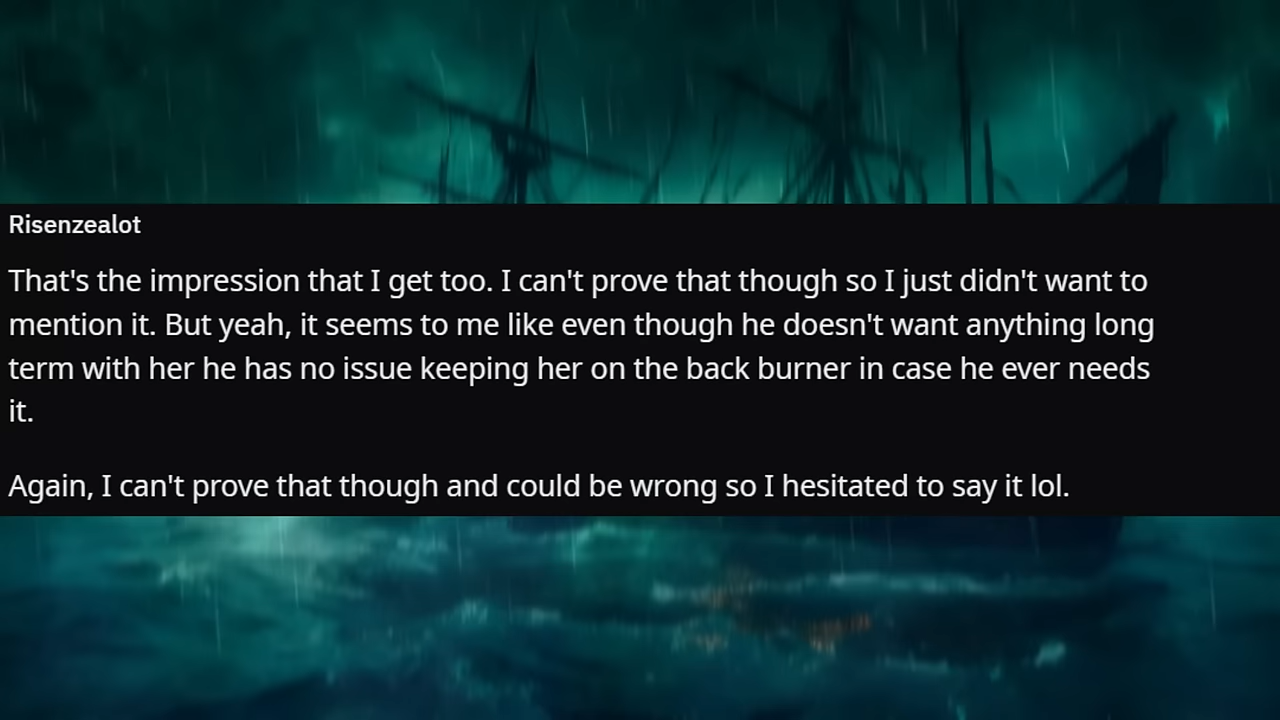 Risenzealot
That's the impression that I get too. I can't prove that though so I just didn't want to
mention it. But yeah, it seems to me like even though he doesn't want anything long
term with her he has no issue keeping her on the back burner in case he ever needs
it.
Again, I can't prove that though and could be wrong so I hesitated to say it lol.